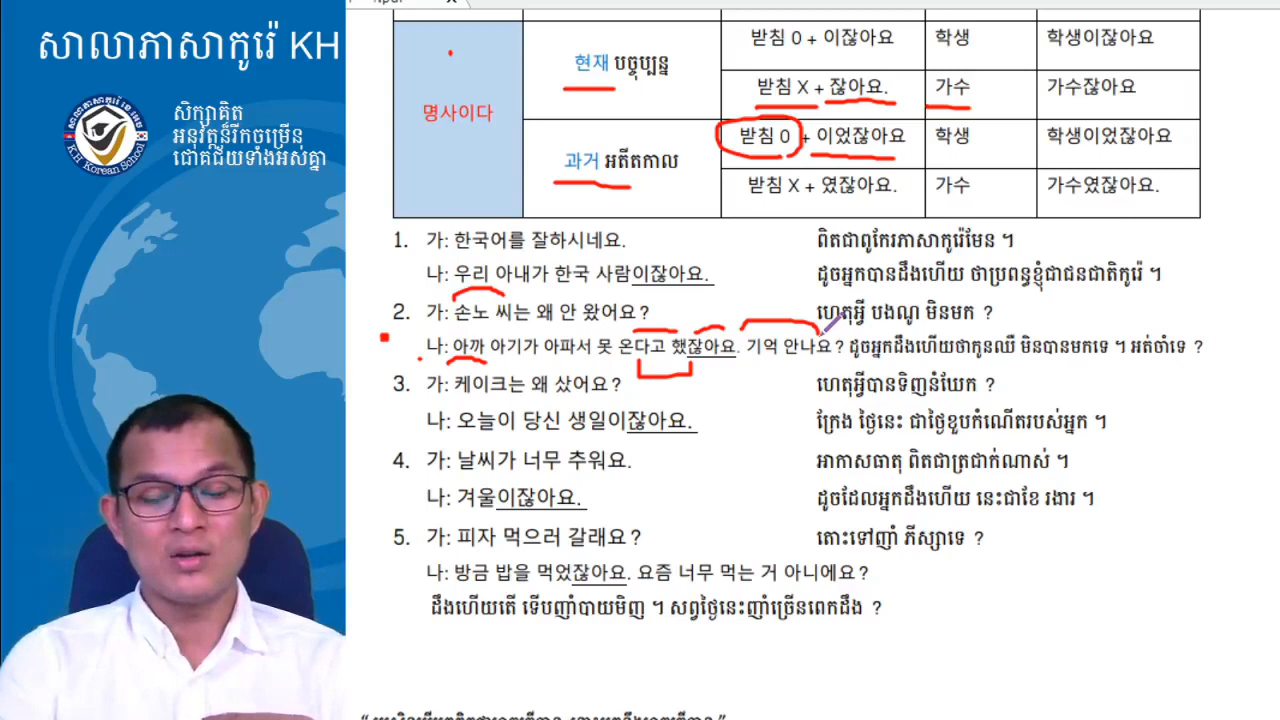 សាលាភាសាកូរ៉េ KH
សិក្សាគិត
អនុវត្តន៍រីកចម្រើន
ជោគជ័យទាំងអស់គ្នា
K.H Korean School
명사이다
현재 បច្ចុប្បន្ន
받침 0 + 이잖아요 학생 학생이잖아요
받침 X + 잖아요. 가수 가수잖아요
과거 អតីតកាល
받침 0 + 이었잖아요 학생 학생이었잖아요
받침 X + 였잖아요. 가수 가수였잖아요.
1. 가: 한국어를 잘하시네요. ពិតជាពូកែរភាសាកូរ៉េមែន ។
나: 우리 아내가 한국 사람이잖아요. ដូចអ្នកបានដឹងហើយ ថាប្រពន្ធខ្ញុំជាជនជាតិកូរ៉េ ។
2. 가: 손노 씨는 왜 안 왔어요? ហេតុអ្វី បងណូ មិនមក ?
나: 아까 아기가 아파서 못 온다고 했잖아요. 기억 안나요? ដូចអ្នកដឹងហើយថាកូនឈឺ មិនបានមកទេ ។ អត់ចាំទេ ?
3. 가: 케이크는 왜 샀어요? ហេតុអ្វីបានទិញនំឃែក ?
나: 오늘이 당신 생일이잖아요. ក្រែង ថ្ងៃនេះ ជាថ្ងៃខួបកំណើតរបស់អ្នក ។
4. 가: 날씨가 너무 추워요. អាកាសធាតុ ពិតជាត្រជាក់ណាស់ ។
나: 겨울이잖아요. ដូចដែលអ្នកដឹងហើយ នេះជាខែ រងារ ។
5. 가: 피자 먹으러 갈래요? តោះទៅញ៉ាំ ភីស្សាទេ ?
나: 방금 밥을 먹었잖아요. 요즘 너무 먹는 거 아니에요?
ដឹងហើយតើ ទើបញ៉ាំបាយមិញ ។ សព្វថ្ងៃនេះញ៉ាំច្រើនពេកដឹង ?